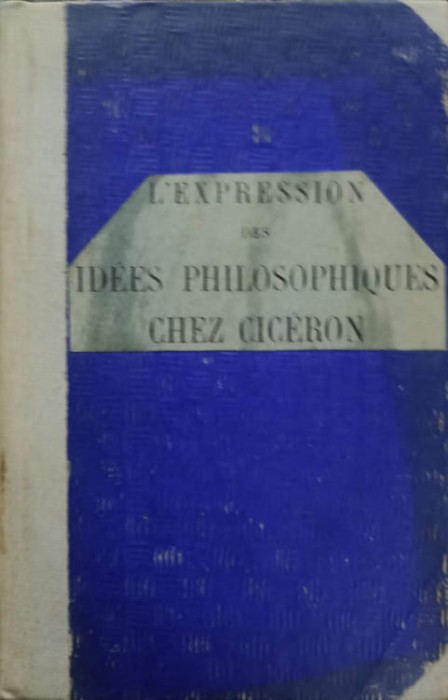 L'EXPRESSION
DES
IDÉES PHILOSOPHIQUES
CHEZ CICÉRON